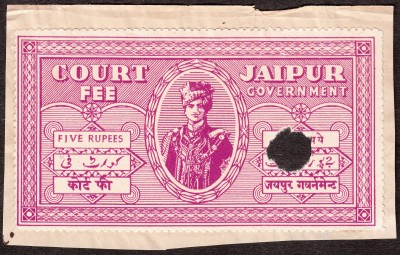 COURT
FEE
JAIPUR
GOVERNMENT
FIVE RUPEES
کورٹ فی
कोर्ट फी
जयपुर गवर्नमेन्ट